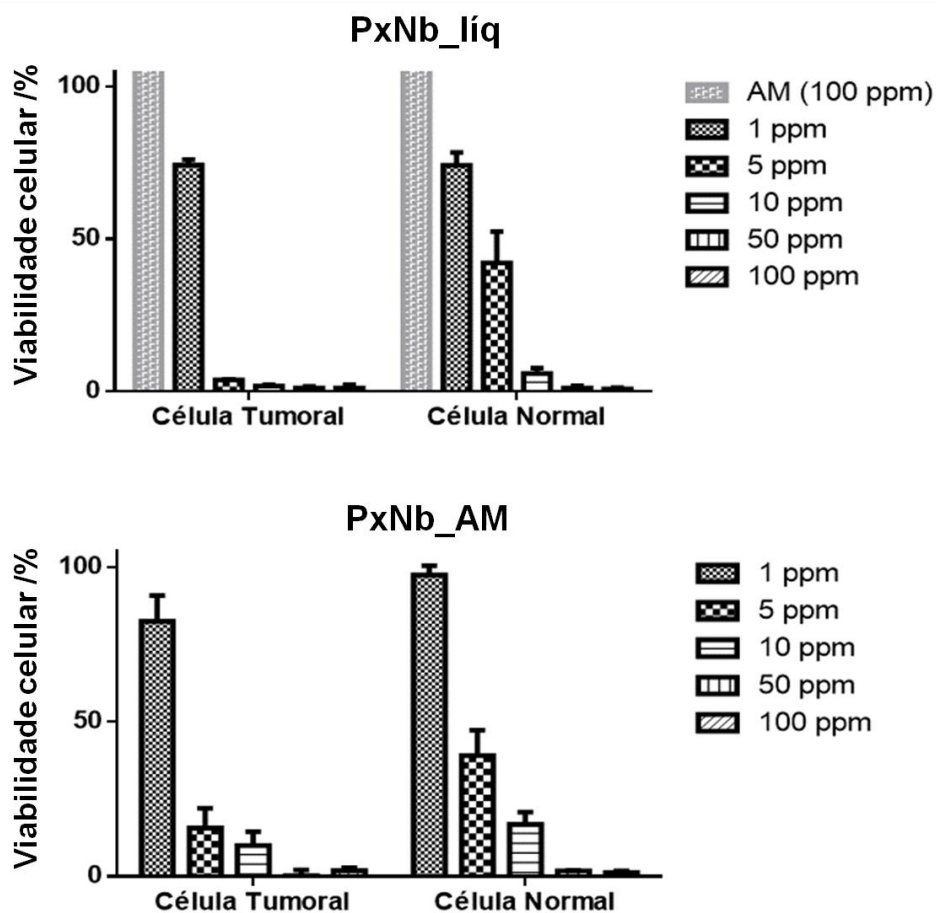 PxNb_líq
Viabilidade celular /%
100
50
0
Célula Tumoral
Célula Normal
AM (100 ppm)
1 ppm
5 ppm
10 ppm
50 ppm
100 ppm
PxNb_AM
Viabilidade celular /%
100
50
0
Célula Tumoral
Célula Normal
1 ppm
5 ppm
10 ppm
50 ppm
100 ppm